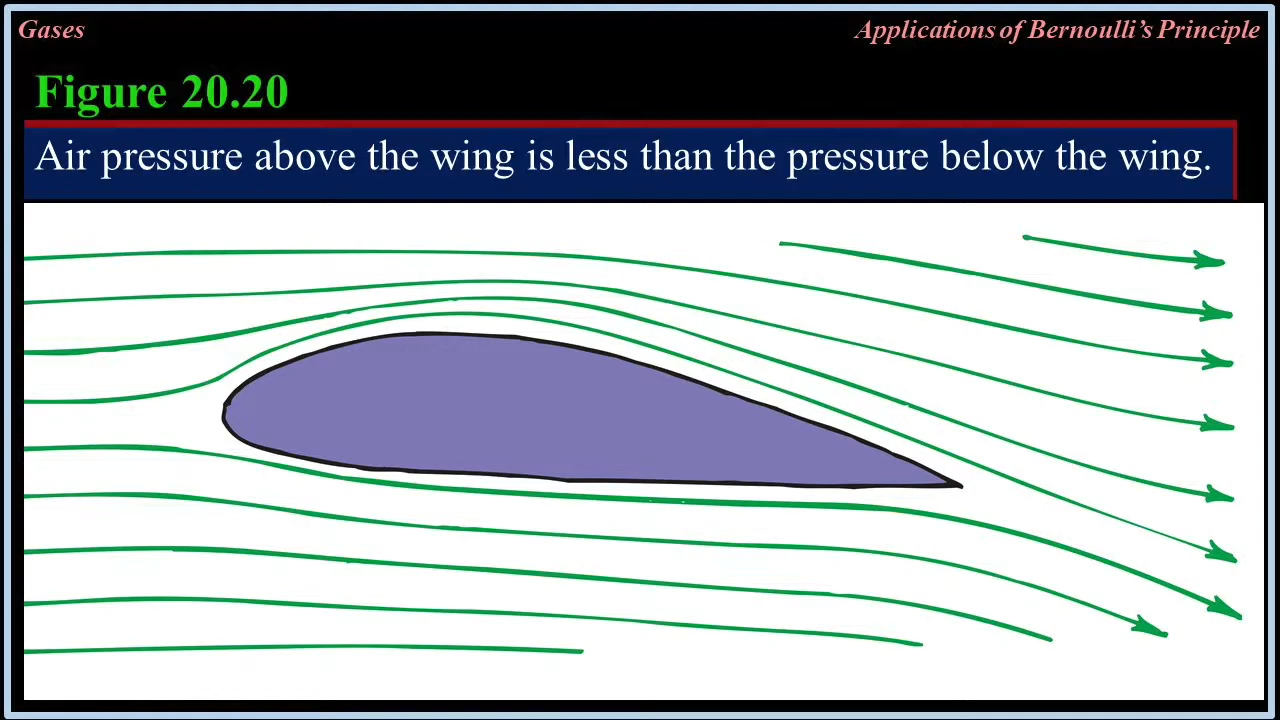 Gases
Applications of Bernoulli’s Principle
Figure 20.20
Air pressure above the wing is less than the pressure below the wing.